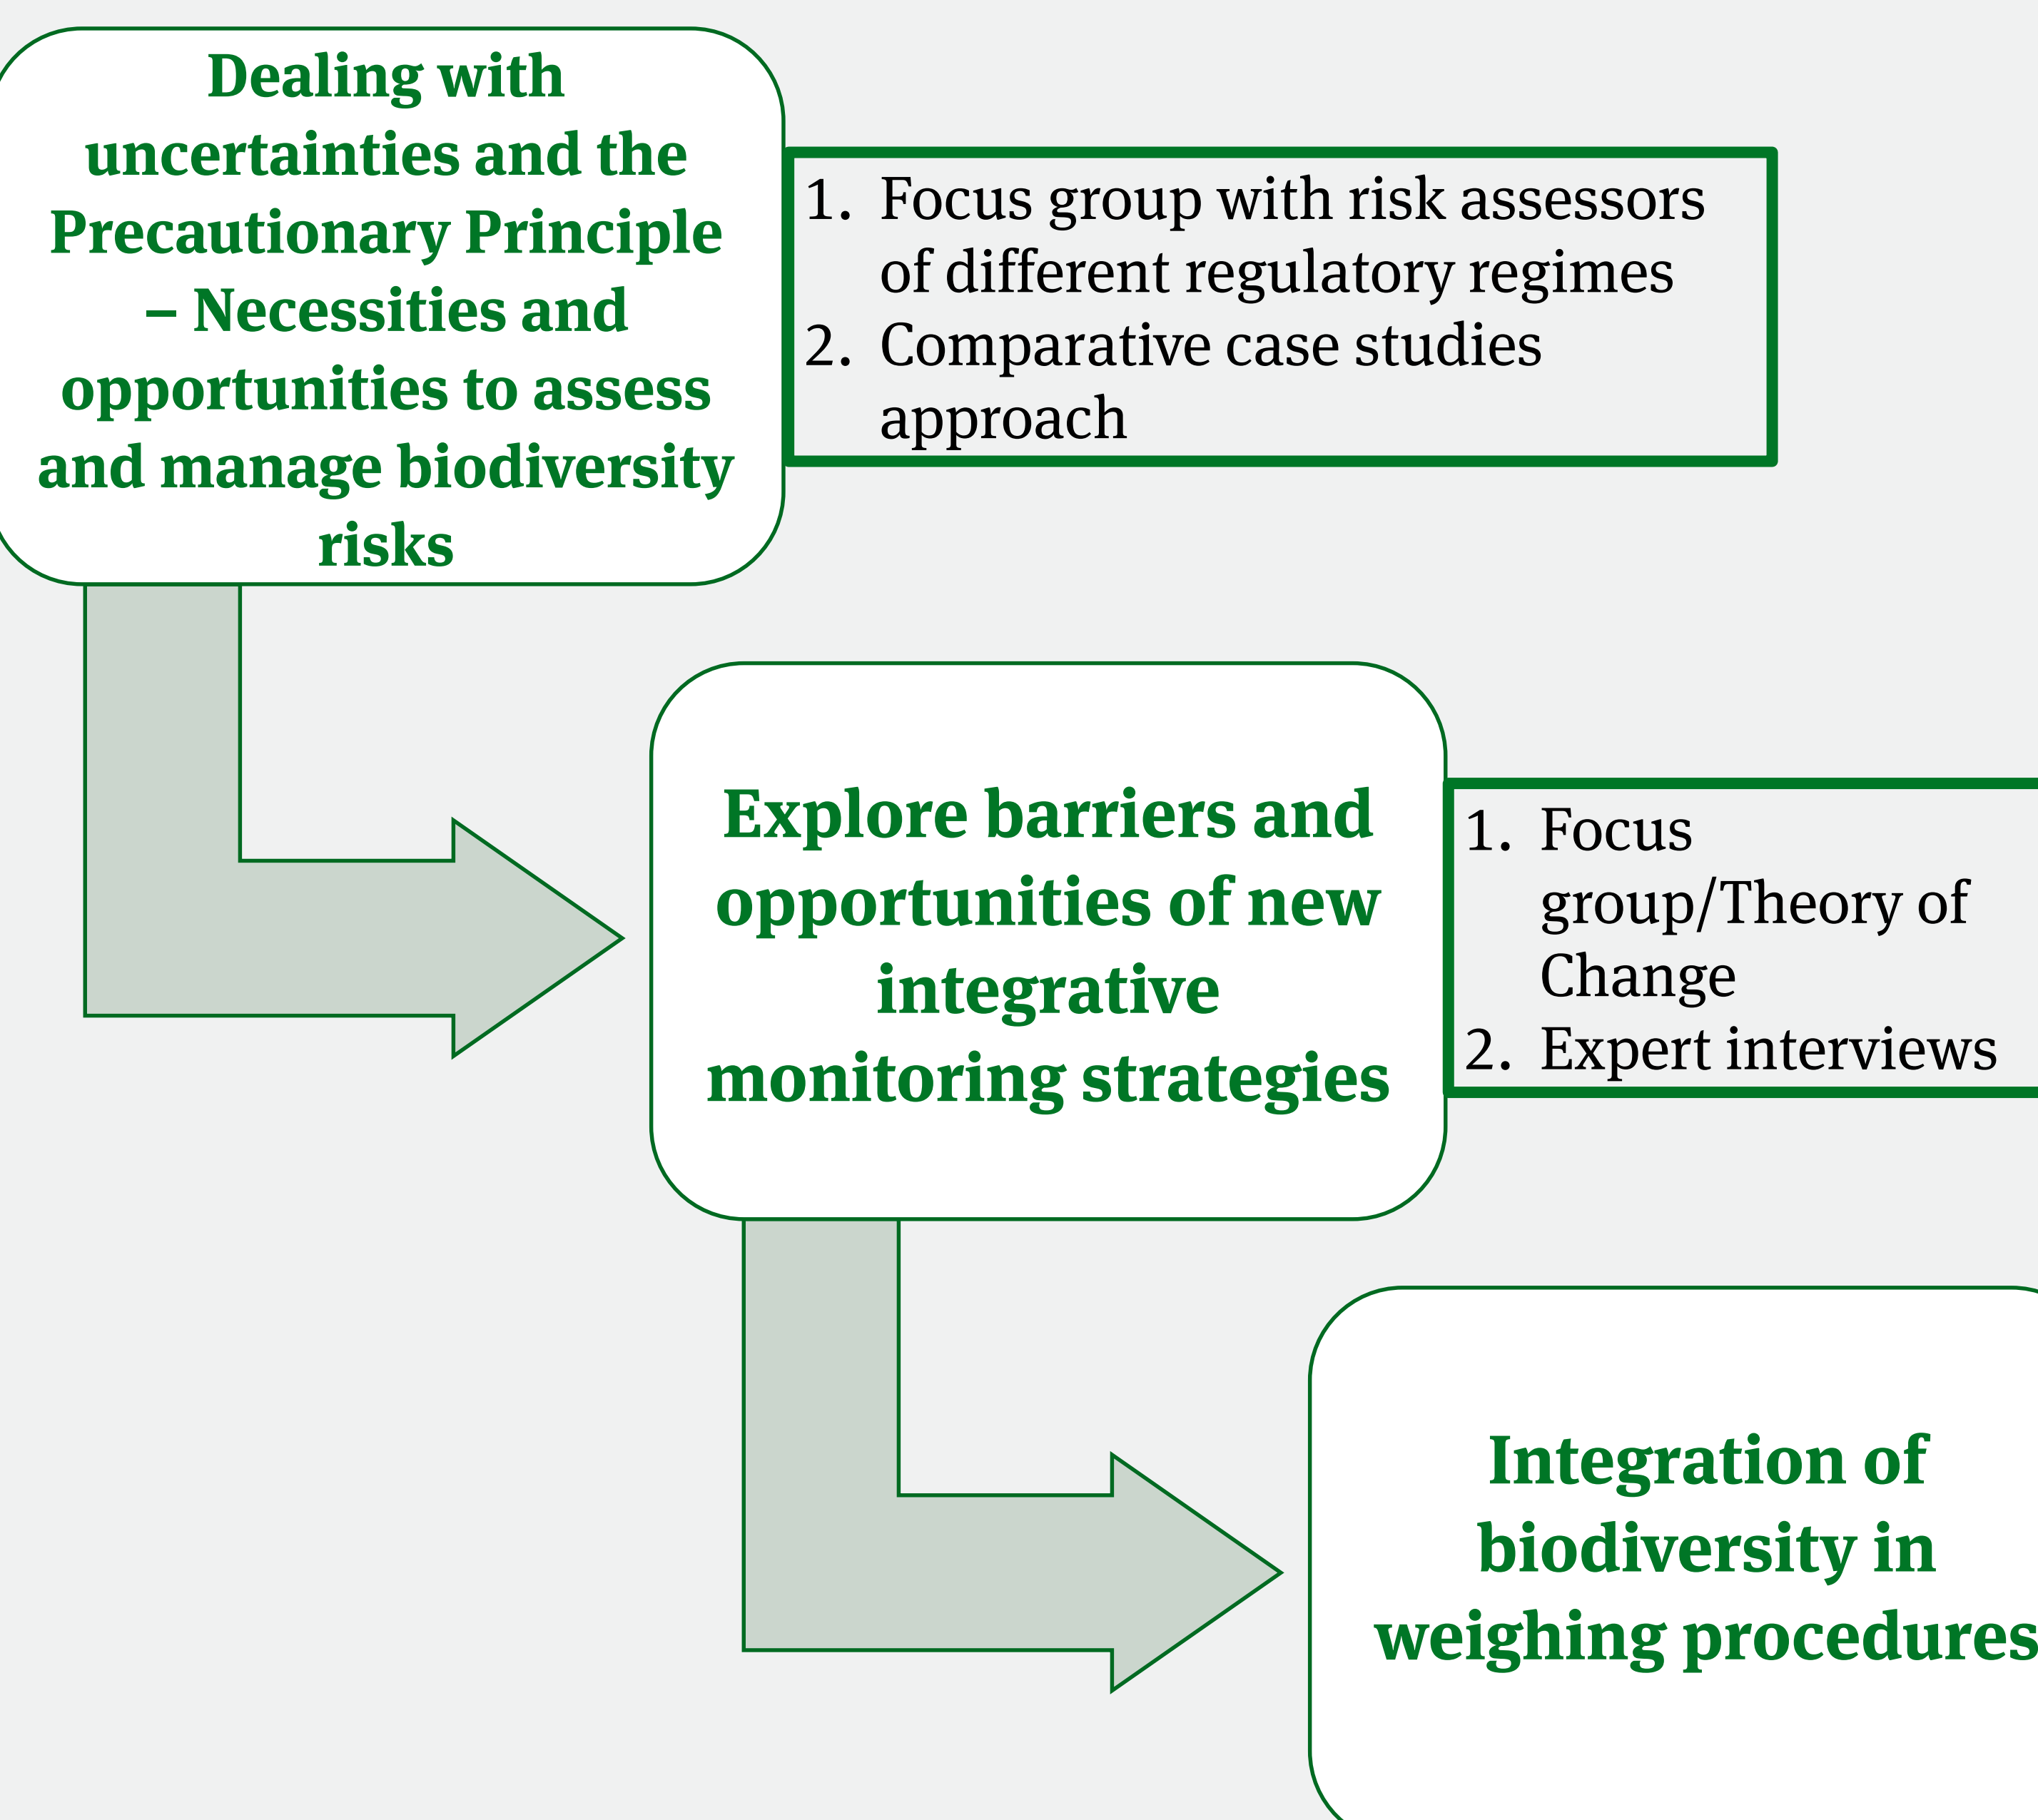 Dealing with
uncertainties and the
Precautionary Principle
– Necessities and
opportunities to assess
and manage biodiversity
risks
1. Focus group with risk assessors
of different regulatory regimes
2. Comparative case studies
approach
Explore barriers and
opportunities of new
integrative
monitoring strategies
1. Focus
group/Theory of
Change
2. Expert interviews
Integration of
biodiversity in
weighing procedures